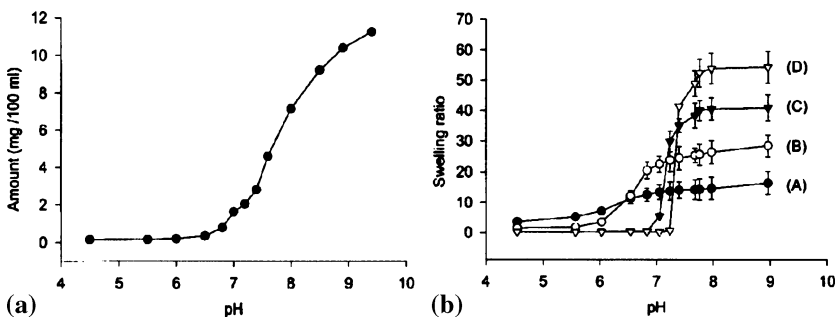 Amount (mg /100 ml)
12
10
8
6
4
2
0
4 5 6 7 8 9 10
pH
(a)
Swelling ratio
70
60
50
40
30
20
10
0
(D)
(C)
(B)
(A)
4 5 6 7 8 9 10
pH
(b)